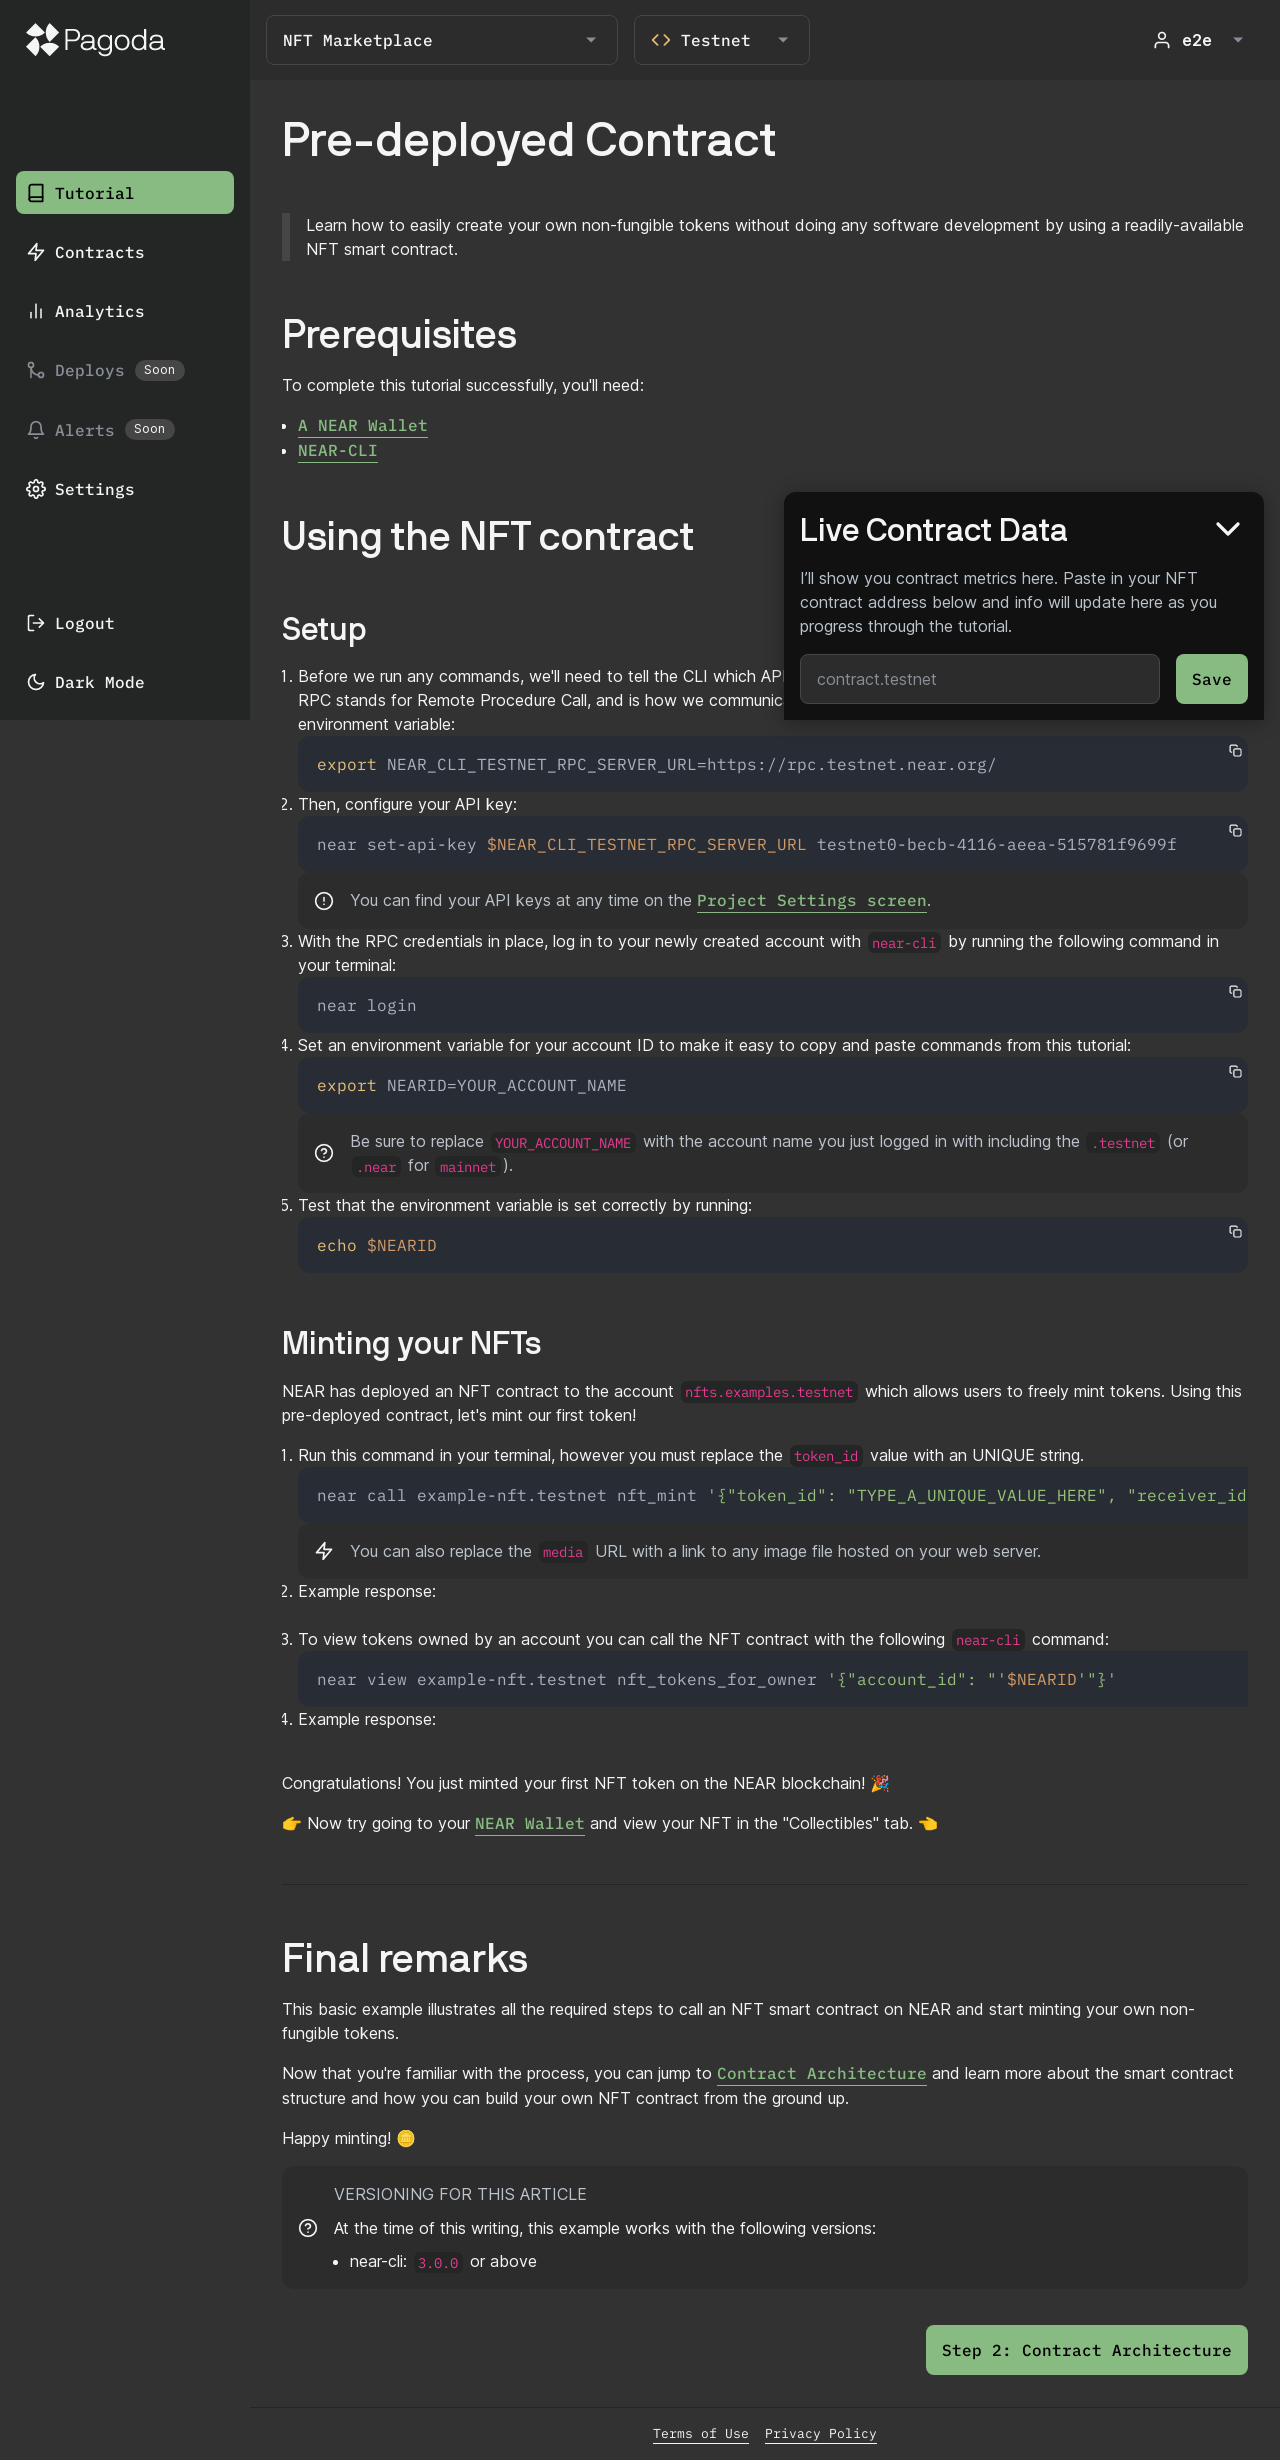 Pagoda
NFT Marketplace
Testnet
e2e
Tutorial
Contracts
Analytics
Deploys Soon
Alerts Soon
Settings
Logout
Dark Mode
Pre-deployed Contract
Learn how to easily create your own non-fungible tokens without doing any software development by using a readily-available
NFT smart contract.
Prerequisites
To complete this tutorial successfully, you'll need:
• A NEAR Wallet
• NEAR-CLI
Using the NFT contract
Live Contract Data
I’ll show you contract metrics here. Paste in your NFT
contract address below and info will update here as you
progress through the tutorial.
contract.testnet
Save
Setup
1. Before we run any commands, we'll need to tell the CLI which API
RPC stands for Remote Procedure Call, and is how we communic
environment variable:
export NEAR_CLI_TESTNET_RPC_SERVER_URL=https://rpc.testnet.near.org/
2. Then, configure your API key:
near set-api-key $NEAR_CLI_TESTNET_RPC_SERVER_URL testnet0-becb-4116-aeea-515781f9699f
You can find your API keys at any time on the Project Settings screen.
3. With the RPC credentials in place, log in to your newly created account with near-cli by running the following command in
your terminal:
near login
4. Set an environment variable for your account ID to make it easy to copy and paste commands from this tutorial:
export NEARID=YOUR_ACCOUNT_NAME
Be sure to replace YOUR_ACCOUNT_NAME with the account name you just logged in with including the .testnet (or
.near for mainnet).
5. Test that the environment variable is set correctly by running:
echo $NEARID
Minting your NFTs
NEAR has deployed an NFT contract to the account nfts.examples.testnet which allows users to freely mint tokens. Using this
pre-deployed contract, let's mint our first token!
1. Run this command in your terminal, however you must replace the token_id value with an UNIQUE string.
near call example-nft.testnet nft_mint '{"token_id": "TYPE_A_UNIQUE_VALUE_HERE", "receiver_id
You can also replace the media URL with a link to any image file hosted on your web server.
2. Example response:
3. To view tokens owned by an account you can call the NFT contract with the following near-cli command:
near view example-nft.testnet nft_tokens_for_owner '{"account_id": "'$NEARID'"}'
4. Example response:
Congratulations! You just minted your first NFT token on the NEAR blockchain! 🎉
👉 Now try going to your NEAR Wallet and view your NFT in the "Collectibles" tab. 👈
Final remarks
This basic example illustrates all the required steps to call an NFT smart contract on NEAR and start minting your own non-
fungible tokens.
Now that you're familiar with the process, you can jump to Contract Architecture and learn more about the smart contract
structure and how you can build your own NFT contract from the ground up.
Happy minting! 🪙
VERSIONING FOR THIS ARTICLE
At the time of this writing, this example works with the following versions:
• near-cli: 3.0.0 or above
Step 2: Contract Architecture
Terms of Use Privacy Policy